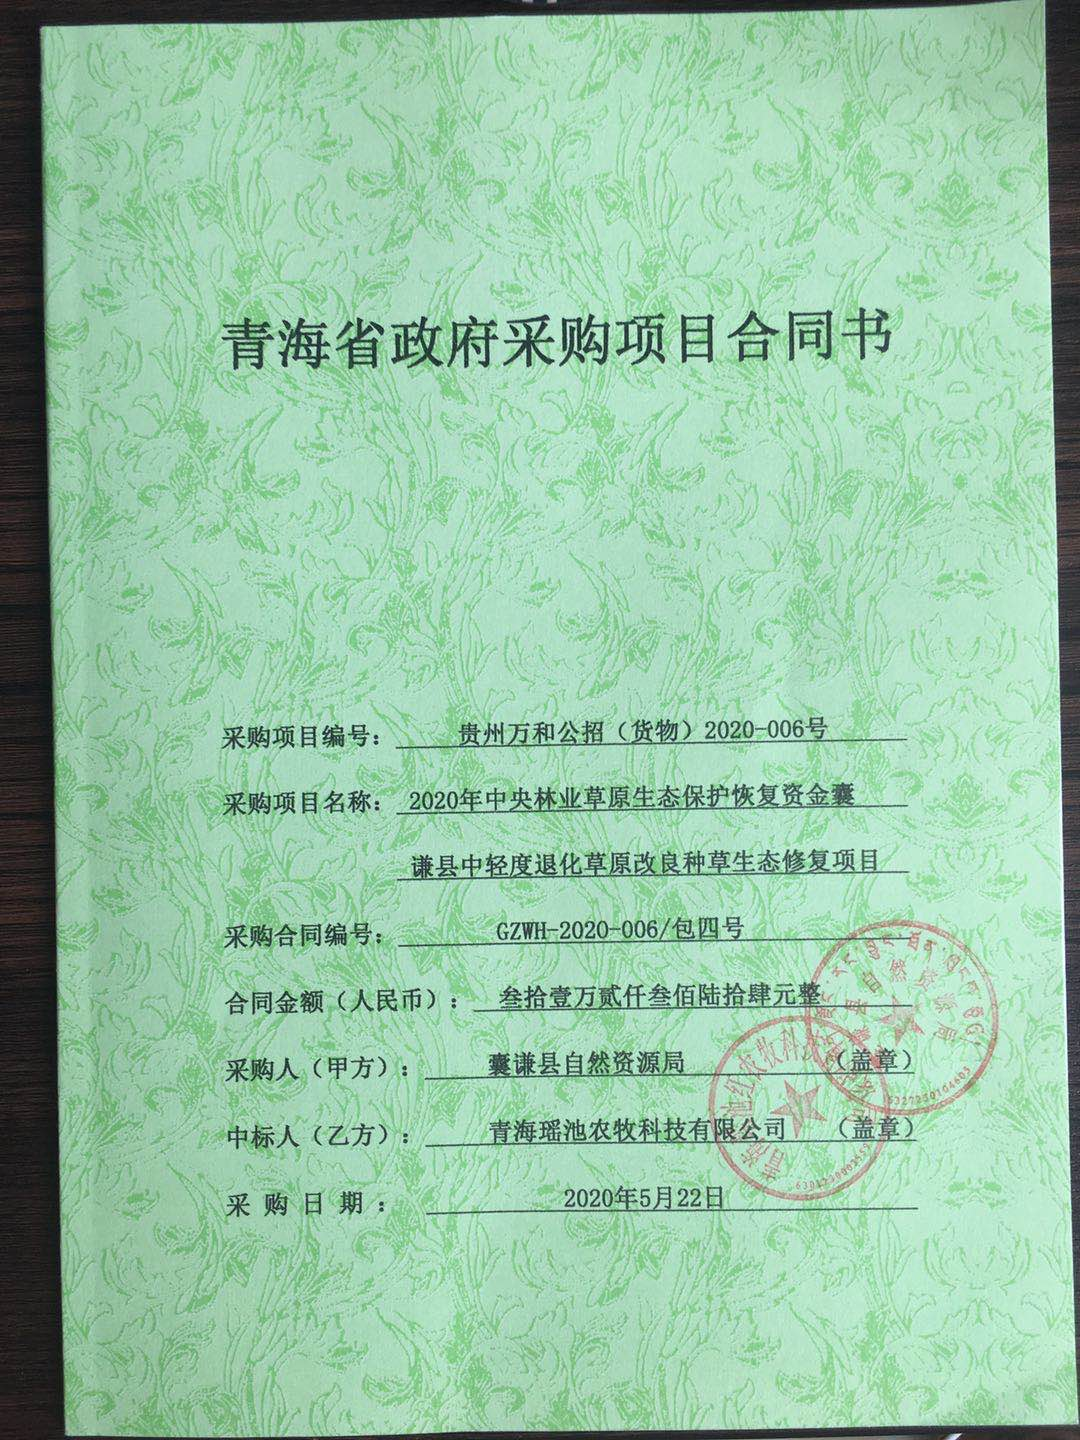 青海省政府采购项目合同书
采购项目编号： 贵州万和公招（货物）2020-006号
采购项目名称： 2020年中央林业草原生态保护恢复资金囊
谦县中轻度退化草原改良种草生态修复项目
采购合同编号： GZWH-2020-006/包四号
合同金额（人民币）： 叁拾壹万贰仟叁佰陆拾肆元整
采购人（甲方）： 囊谦县自然资源局 （盖章）
中标人（乙方）： 青海瑶池农牧科技有限公司 （盖章）
采 购 日 期 ： 2020年5月22日